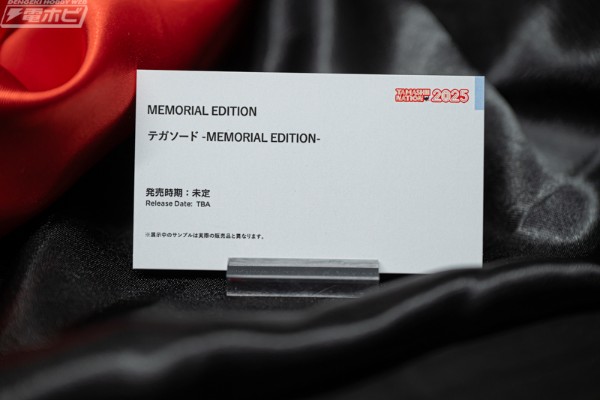 DENGEKI HOBBY WEB
電ホビ
TAMASHII
NATION 2025
MEMORIAL EDITION
テガソード -MEMORIAL EDITION-
発売時期：未定
Release Date: TBA
※展示中のサンプルは実際の販売品と異なります。